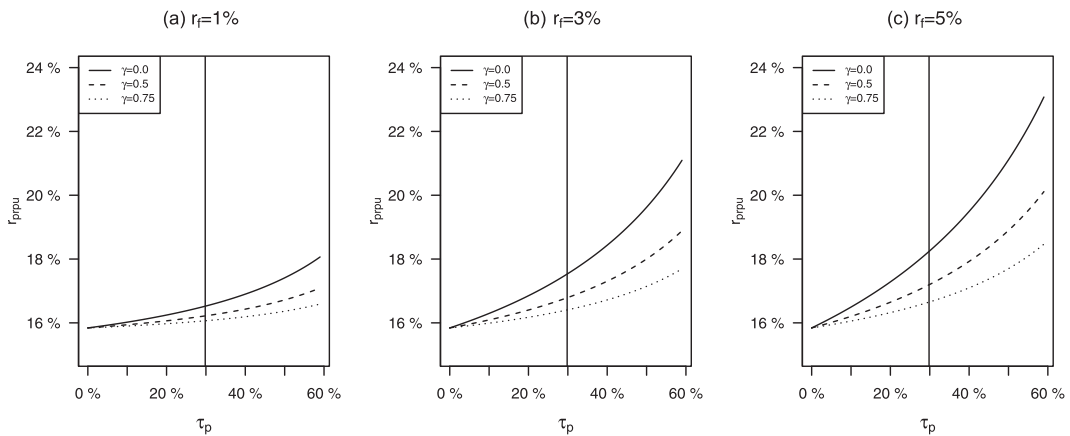 (a) r_f=1%
24 %
22 %
20 %
18 %
16 %
r_prpu
γ=0.0
γ=0.5
γ=0.75
0 %
20 %
40 %
60 %
τ_p
(b) r_f=3%
24 %
22 %
20 %
18 %
16 %
r_prpu
γ=0.0
γ=0.5
γ=0.75
0 %
20 %
40 %
60 %
τ_p
(c) r_f=5%
24 %
22 %
20 %
18 %
16 %
r_prpu
γ=0.0
γ=0.5
γ=0.75
0 %
20 %
40 %
60 %
τ_p